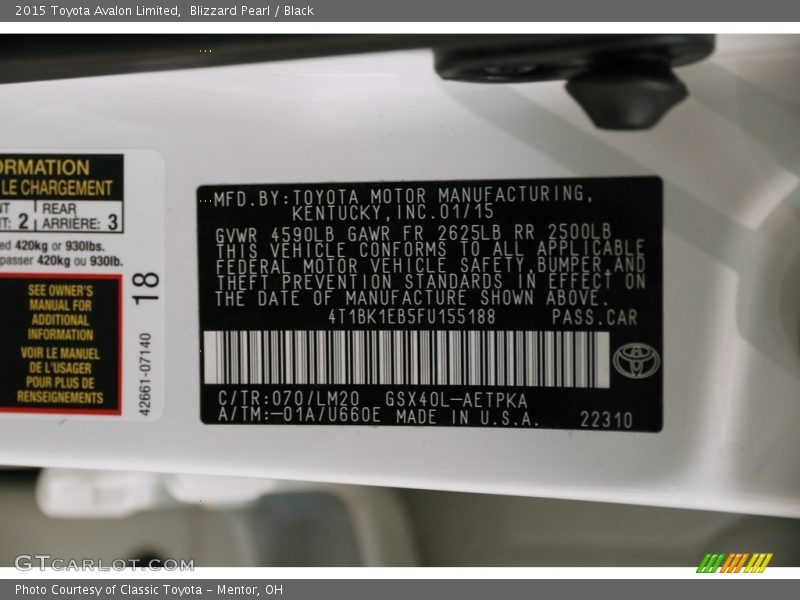 2015 Toyota Avalon Limited, Blizzard Pearl / Black
ORMATION
LE CHARGEMENT
NT REAR
T: 2 ARRIÈRE: 3
ed 420kg or 930lbs.
passer 420kg ou 930lb.
SEE OWNER'S
MANUAL FOR
ADDITIONAL
INFORMATION
VOIR LE MANUEL
DE L'USAGER
POUR PLUS DE
RENSEIGNEMENTS
18
42661-07140
MFD.BY:TOYOTA MOTOR MANUFACTURING,
KENTUCKY,INC.01/15
GVWR 4590LB GAWR FR 2625LB RR 2500LB
THIS VEHICLE CONFORMS TO ALL APPLICABLE
FEDERAL MOTOR VEHICLE SAFETY,BUMPER,AND
THEFT PREVENTION STANDARDS IN EFFECT ON
THE DATE OF MANUFACTURE SHOWN ABOVE.
4T1BK1EB5FU155188 PASS.CAR
C/TR:070/LM20 GSX40L-AETPKA
A/TM:-01A/U660E MADE IN U.S.A. 22310
GTCARLOT.COM
Photo Courtesy of Classic Toyota - Mentor, OH